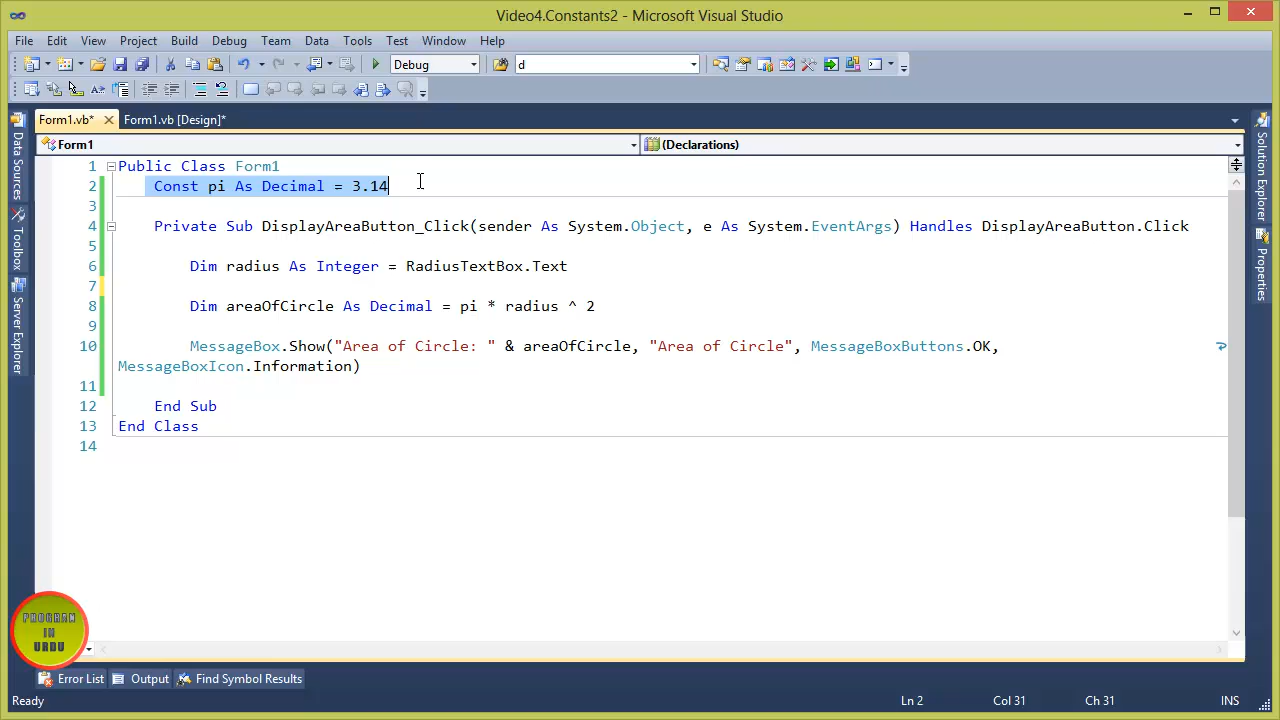 Video4.Constants2 - Microsoft Visual Studio
File Edit View Project Build Debug Team Data Tools Test Window Help
Debug d
Form1.vb* Form1.vb [Design]*
Form1 (Declarations)
1 Public Class Form1
2 Const pi As Decimal = 3.14
3
4 Private Sub DisplayAreaButton_Click(sender As System.Object, e As System.EventArgs) Handles DisplayAreaButton.Click
5
6 Dim radius As Integer = RadiusTextBox.Text
7
8 Dim areaOfCircle As Decimal = pi * radius ^ 2
9
10 MessageBox.Show("Area of Circle: " & areaOfCircle, "Area of Circle", MessageBoxButtons.OK,
MessageBoxIcon.Information)
11
12 End Sub
13 End Class
14
Data Sources
Toolbox
Server Explorer
Solution Explorer
Properties
PROGRAM
IN
URDU
Error List Output Find Symbol Results
Ready Ln 2 Col 31 Ch 31 INS